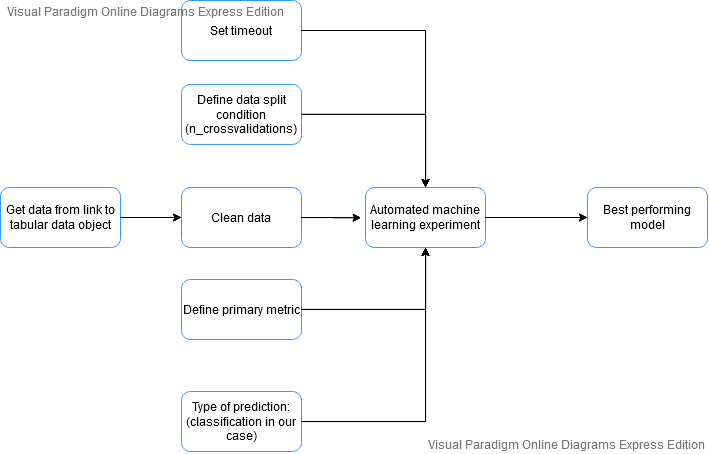 Visual Paradigm Online Diagrams Express Edition
Set timeout
Define data split
condition
(n_crossvalidations)
Get data from link to
tabular data object
Clean data
Automated machine
learning experiment
Best performing
model
Define primary metric
Type of prediction:
(classification in our
case)
Visual Paradigm Online Diagrams Express Edition